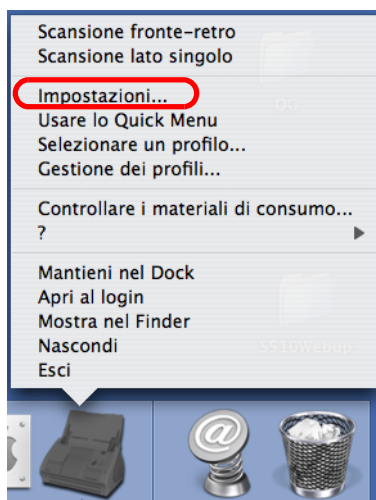 Scansione fronte-retro
Scansione lato singolo
Impostazioni...
Usare lo Quick Menu
Selezionare un profilo...
Gestione dei profili...
Controllare i materiali di consumo...
?
Mantieni nel Dock
Apri al login
Mostra nel Finder
Nascondi
Esci
@